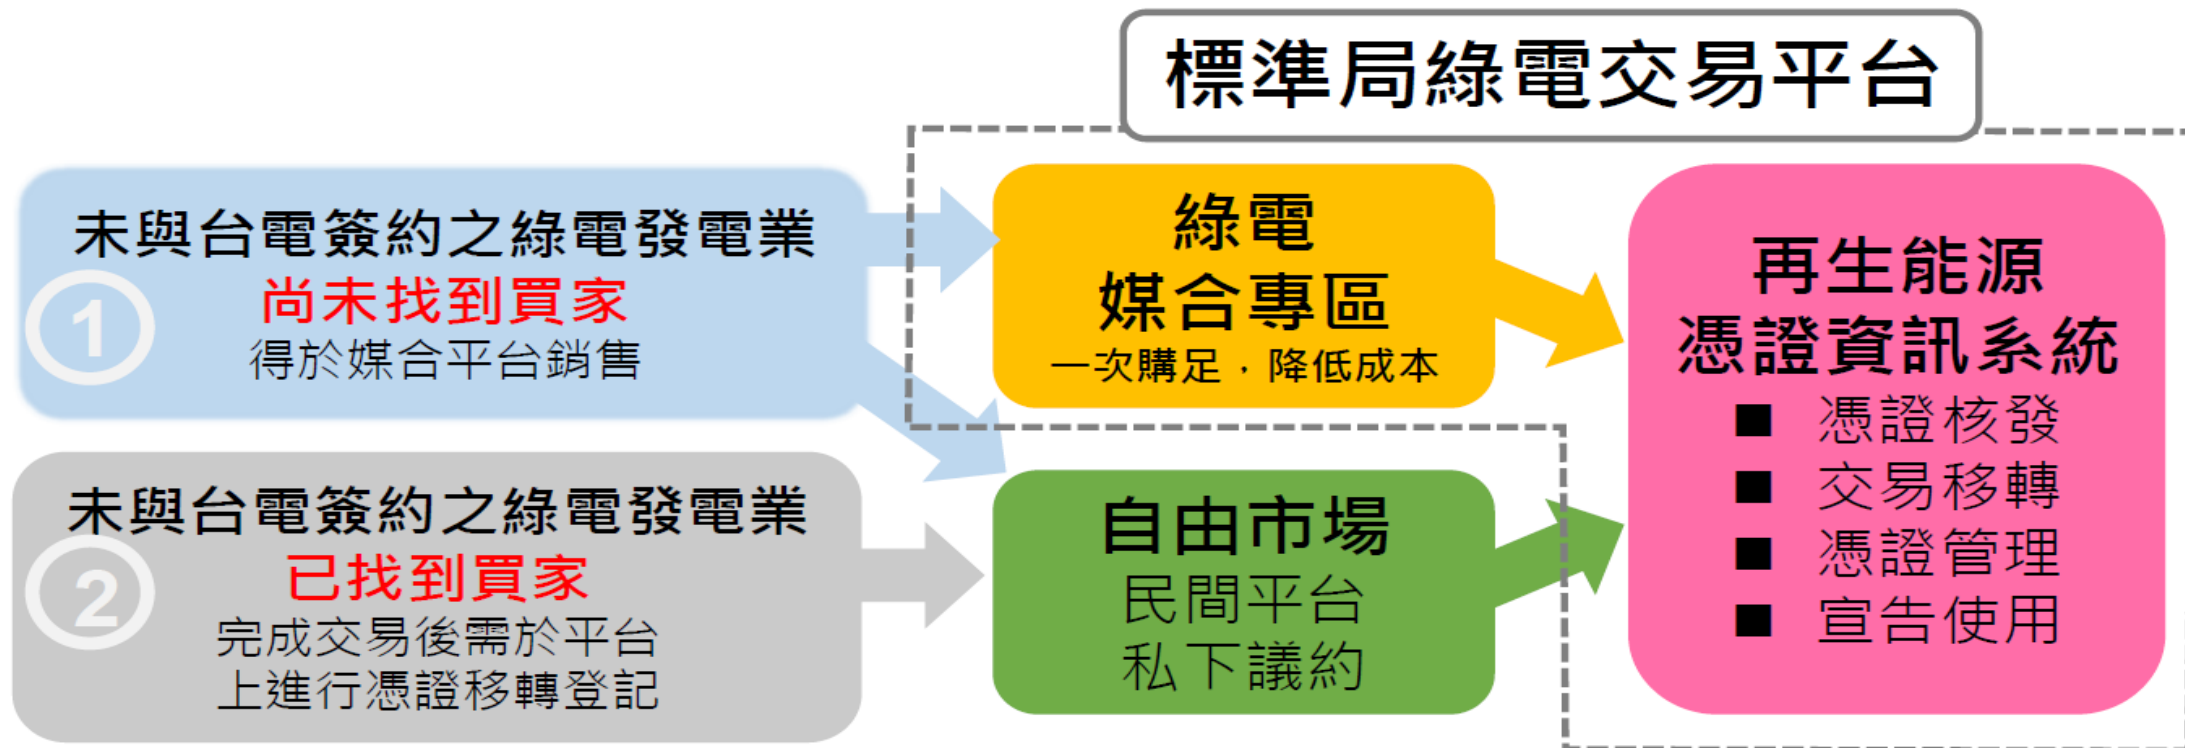 標準局綠電交易平台
未與台電簽約之綠電發電業
尚未找到買家
得於媒合平台銷售
1
未與台電簽約之綠電發電業
已找到買家
完成交易後需於平台
上進行憑證移轉登記
2
綠電
媒合專區
一次購足，降低成本
自由市場
民間平台
私下議約
再生能源
憑證資訊系統
■ 憑證核發
■ 交易移轉
■ 憑證管理
■ 宣告使用